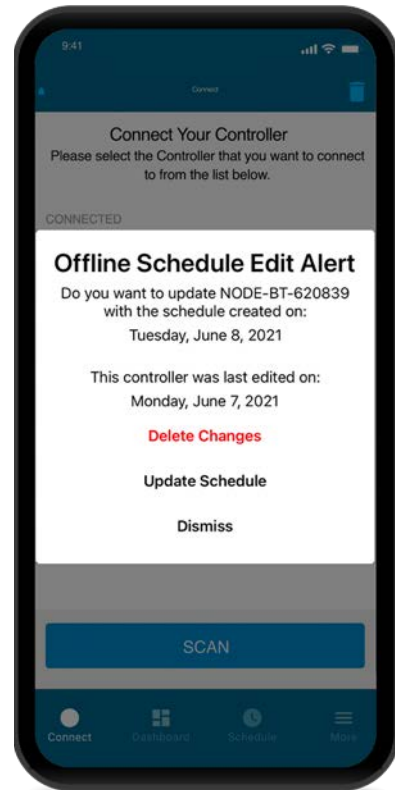 9:41
Connect
Connect Your Controller
Please select the Controller that you want to connect
to from the list below.
CONNECTED
Offline Schedule Edit Alert
Do you want to update NODE-BT-620839
with the schedule created on:
Tuesday, June 8, 2021
This controller was last edited on:
Monday, June 7, 2021
Delete Changes
Update Schedule
Dismiss
SCAN
Connect Dashboard Schedule More